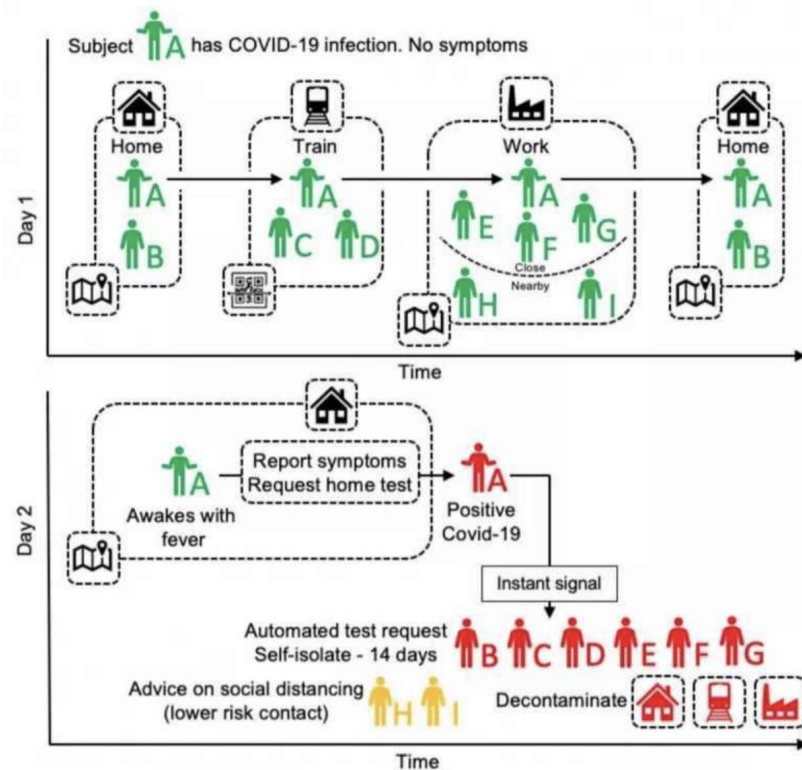 Subject A has COVID-19 infection. No symptoms
Day 1
Home
Train
Work
Home
A
A
A
A
B
C
D
E
F
G
B
Close
Nearby
H
I
Time
Day 2
A
Awakes with
fever
Report symptoms
Request home test
A
Positive
Covid-19
Instant signal
Automated test request
Self-isolate - 14 days
B C D E F G
Advice on social distancing
(lower risk contact)
H I
Decontaminate
Time